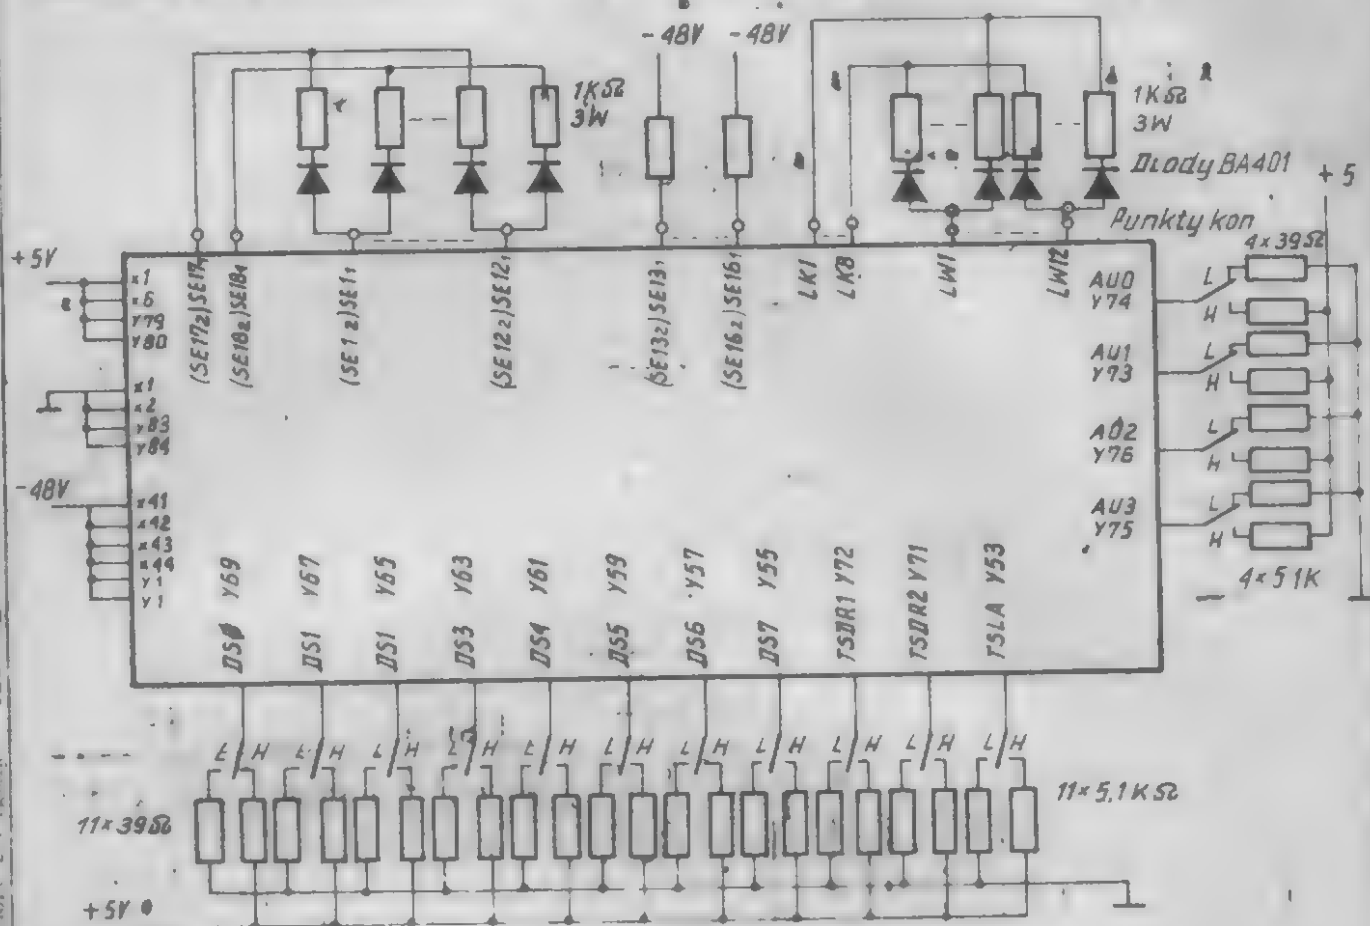 -48V -48V
1KΩ
3W
1KΩ
3W
Diody BA401
+5
Punkty kon
+5V
4×39Ω
x1
x6
Y79
Y80
x1
x2
Y83
Y84
-48V
x41
x42
x43
x44
Y1
Y1
(SE17₂)SE17₁
(SE18₂)SE18₁
(SE1₂)SE1₁
(SE12₂)SE12₁
(SE13₂)SE13₁
(SE16₂)SE16₁
LK1
LK8
LW1
LW12
AU0
Y74
L
H
AU1
Y73
L
H
AU2
Y76
L
H
AU3
Y75
L
H
4×51K
DSØ Y69
DS1 Y67
DS1 Y65
DS3 Y63
DS4 Y61
DS5 Y59
DS6 Y57
DS7 Y55
TSDR1 Y72
TSDR2 Y71
TSLA Y53
L H L H L H L H L H L H L H L H L H L H L H
11×39Ω
11×5,1KΩ
+5V